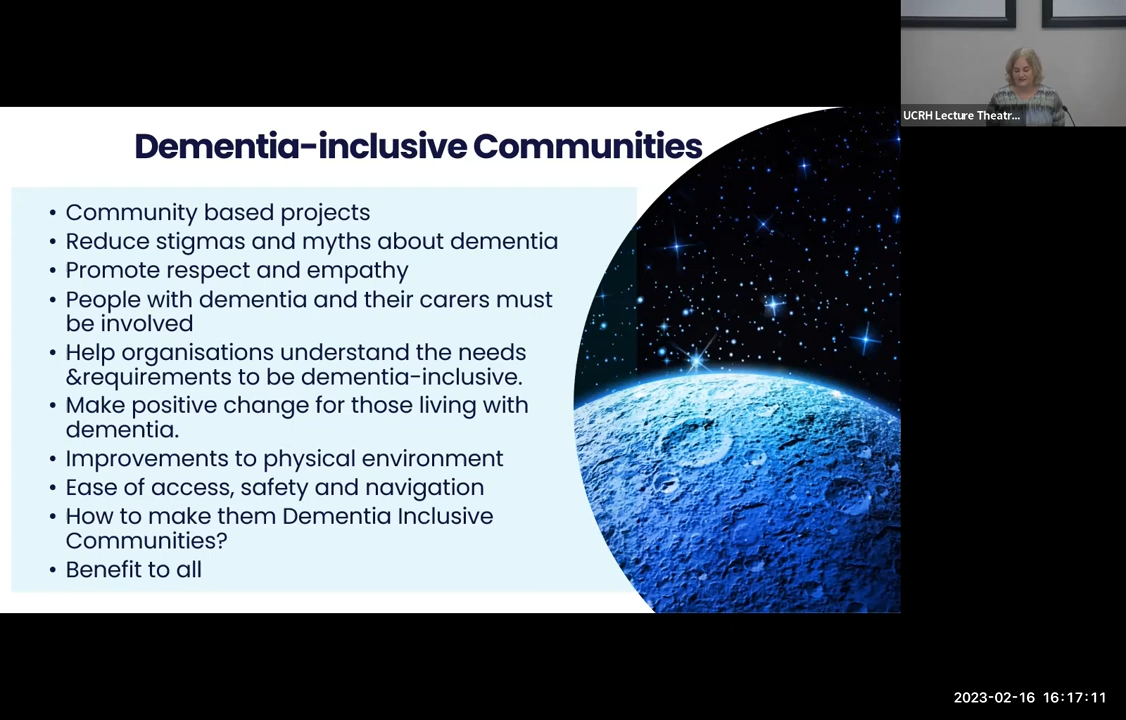 UCRH Lecture Theatr...
Dementia-inclusive Communities
• Community based projects
• Reduce stigmas and myths about dementia
• Promote respect and empathy
• People with dementia and their carers must
be involved
• Help organisations understand the needs
&requirements to be dementia-inclusive.
• Make positive change for those living with
dementia.
• Improvements to physical environment
• Ease of access, safety and navigation
• How to make them Dementia Inclusive
Communities?
• Benefit to all
2023-02-16 16:17:11